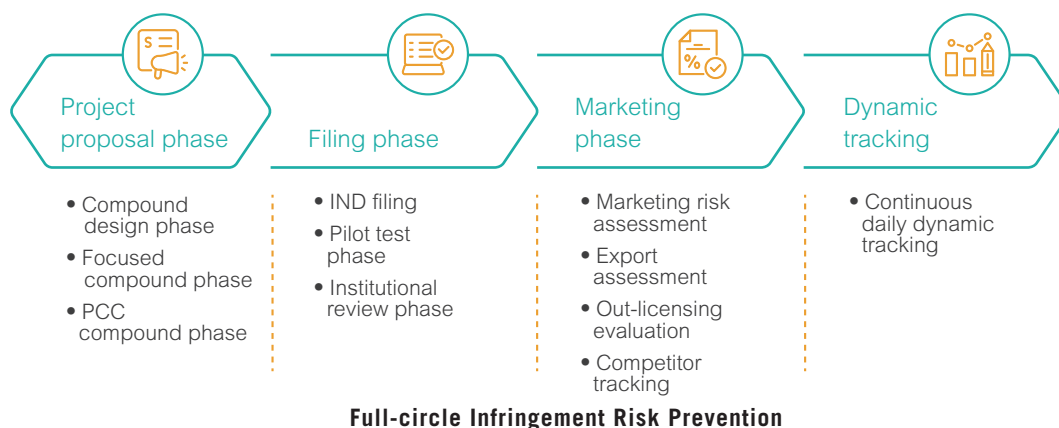 Project
proposal phase
Filing phase
Marketing
phase
Dynamic
tracking
• Compound
design phase
• Focused
compound phase
• PCC
compound phase
• IND filing
• Pilot test
phase
• Institutional
review phase
• Marketing risk
assessment
• Export
assessment
• Out-licensing
evaluation
• Competitor
tracking
• Continuous
daily dynamic
tracking
Full-circle Infringement Risk Prevention
S
%